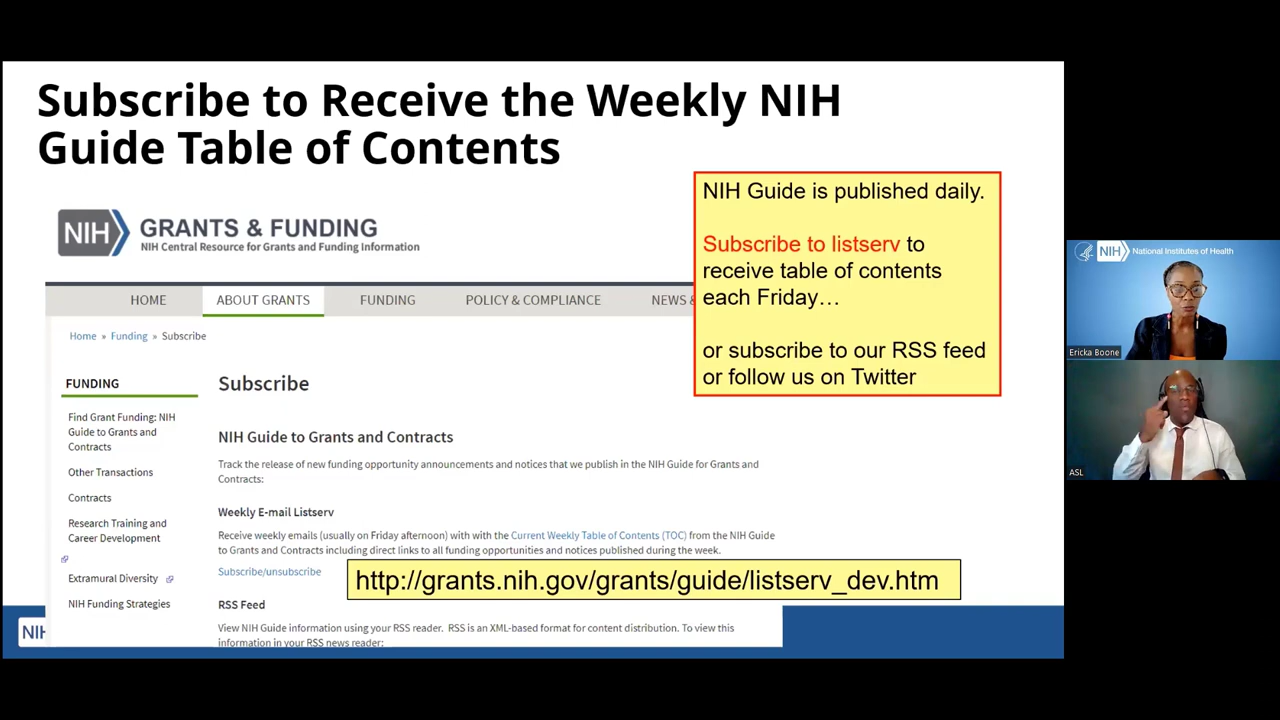 Subscribe to Receive the Weekly NIH
Guide Table of Contents
NIH
GRANTS & FUNDING
NIH Central Resource for Grants and Funding Information
HOME ABOUT GRANTS FUNDING POLICY & COMPLIANCE NEWS &
Home » Funding » Subscribe
FUNDING
Find Grant Funding: NIH
Guide to Grants and
Contracts
Other Transactions
Contracts
Research Training and
Career Development
Extramural Diversity
NIH Funding Strategies
Subscribe
NIH Guide to Grants and Contracts
Track the release of new funding opportunity announcements and notices that we publish in the NIH Guide for Grants and
Contracts:
Weekly E-mail Listserv
Receive weekly emails (usually on Friday afternoon) with with the Current Weekly Table of Contents (TOC) from the NIH Guide
to Grants and Contracts including direct links to all funding opportunities and notices published during the week.
Subscribe/unsubscribe
http://grants.nih.gov/grants/guide/listserv_dev.htm
RSS Feed
View NIH Guide information using your RSS reader. RSS is an XML-based format for content distribution. To view this
information in your RSS news reader:
NIH Guide is published daily.
Subscribe to listserv to
receive table of contents
each Friday…
or subscribe to our RSS feed
or follow us on Twitter
NIH
NIH National Institutes of Health
Ericka Boone
ASL